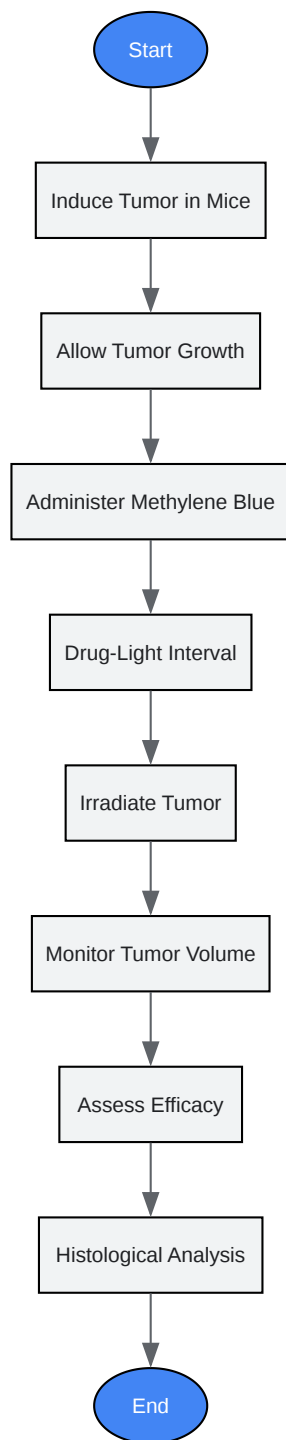 Start
Induce Tumor in Mice
Allow Tumor Growth
Administer Methylene Blue
Drug-Light Interval
Irradiate Tumor
Monitor Tumor Volume
Assess Efficacy
Histological Analysis
End